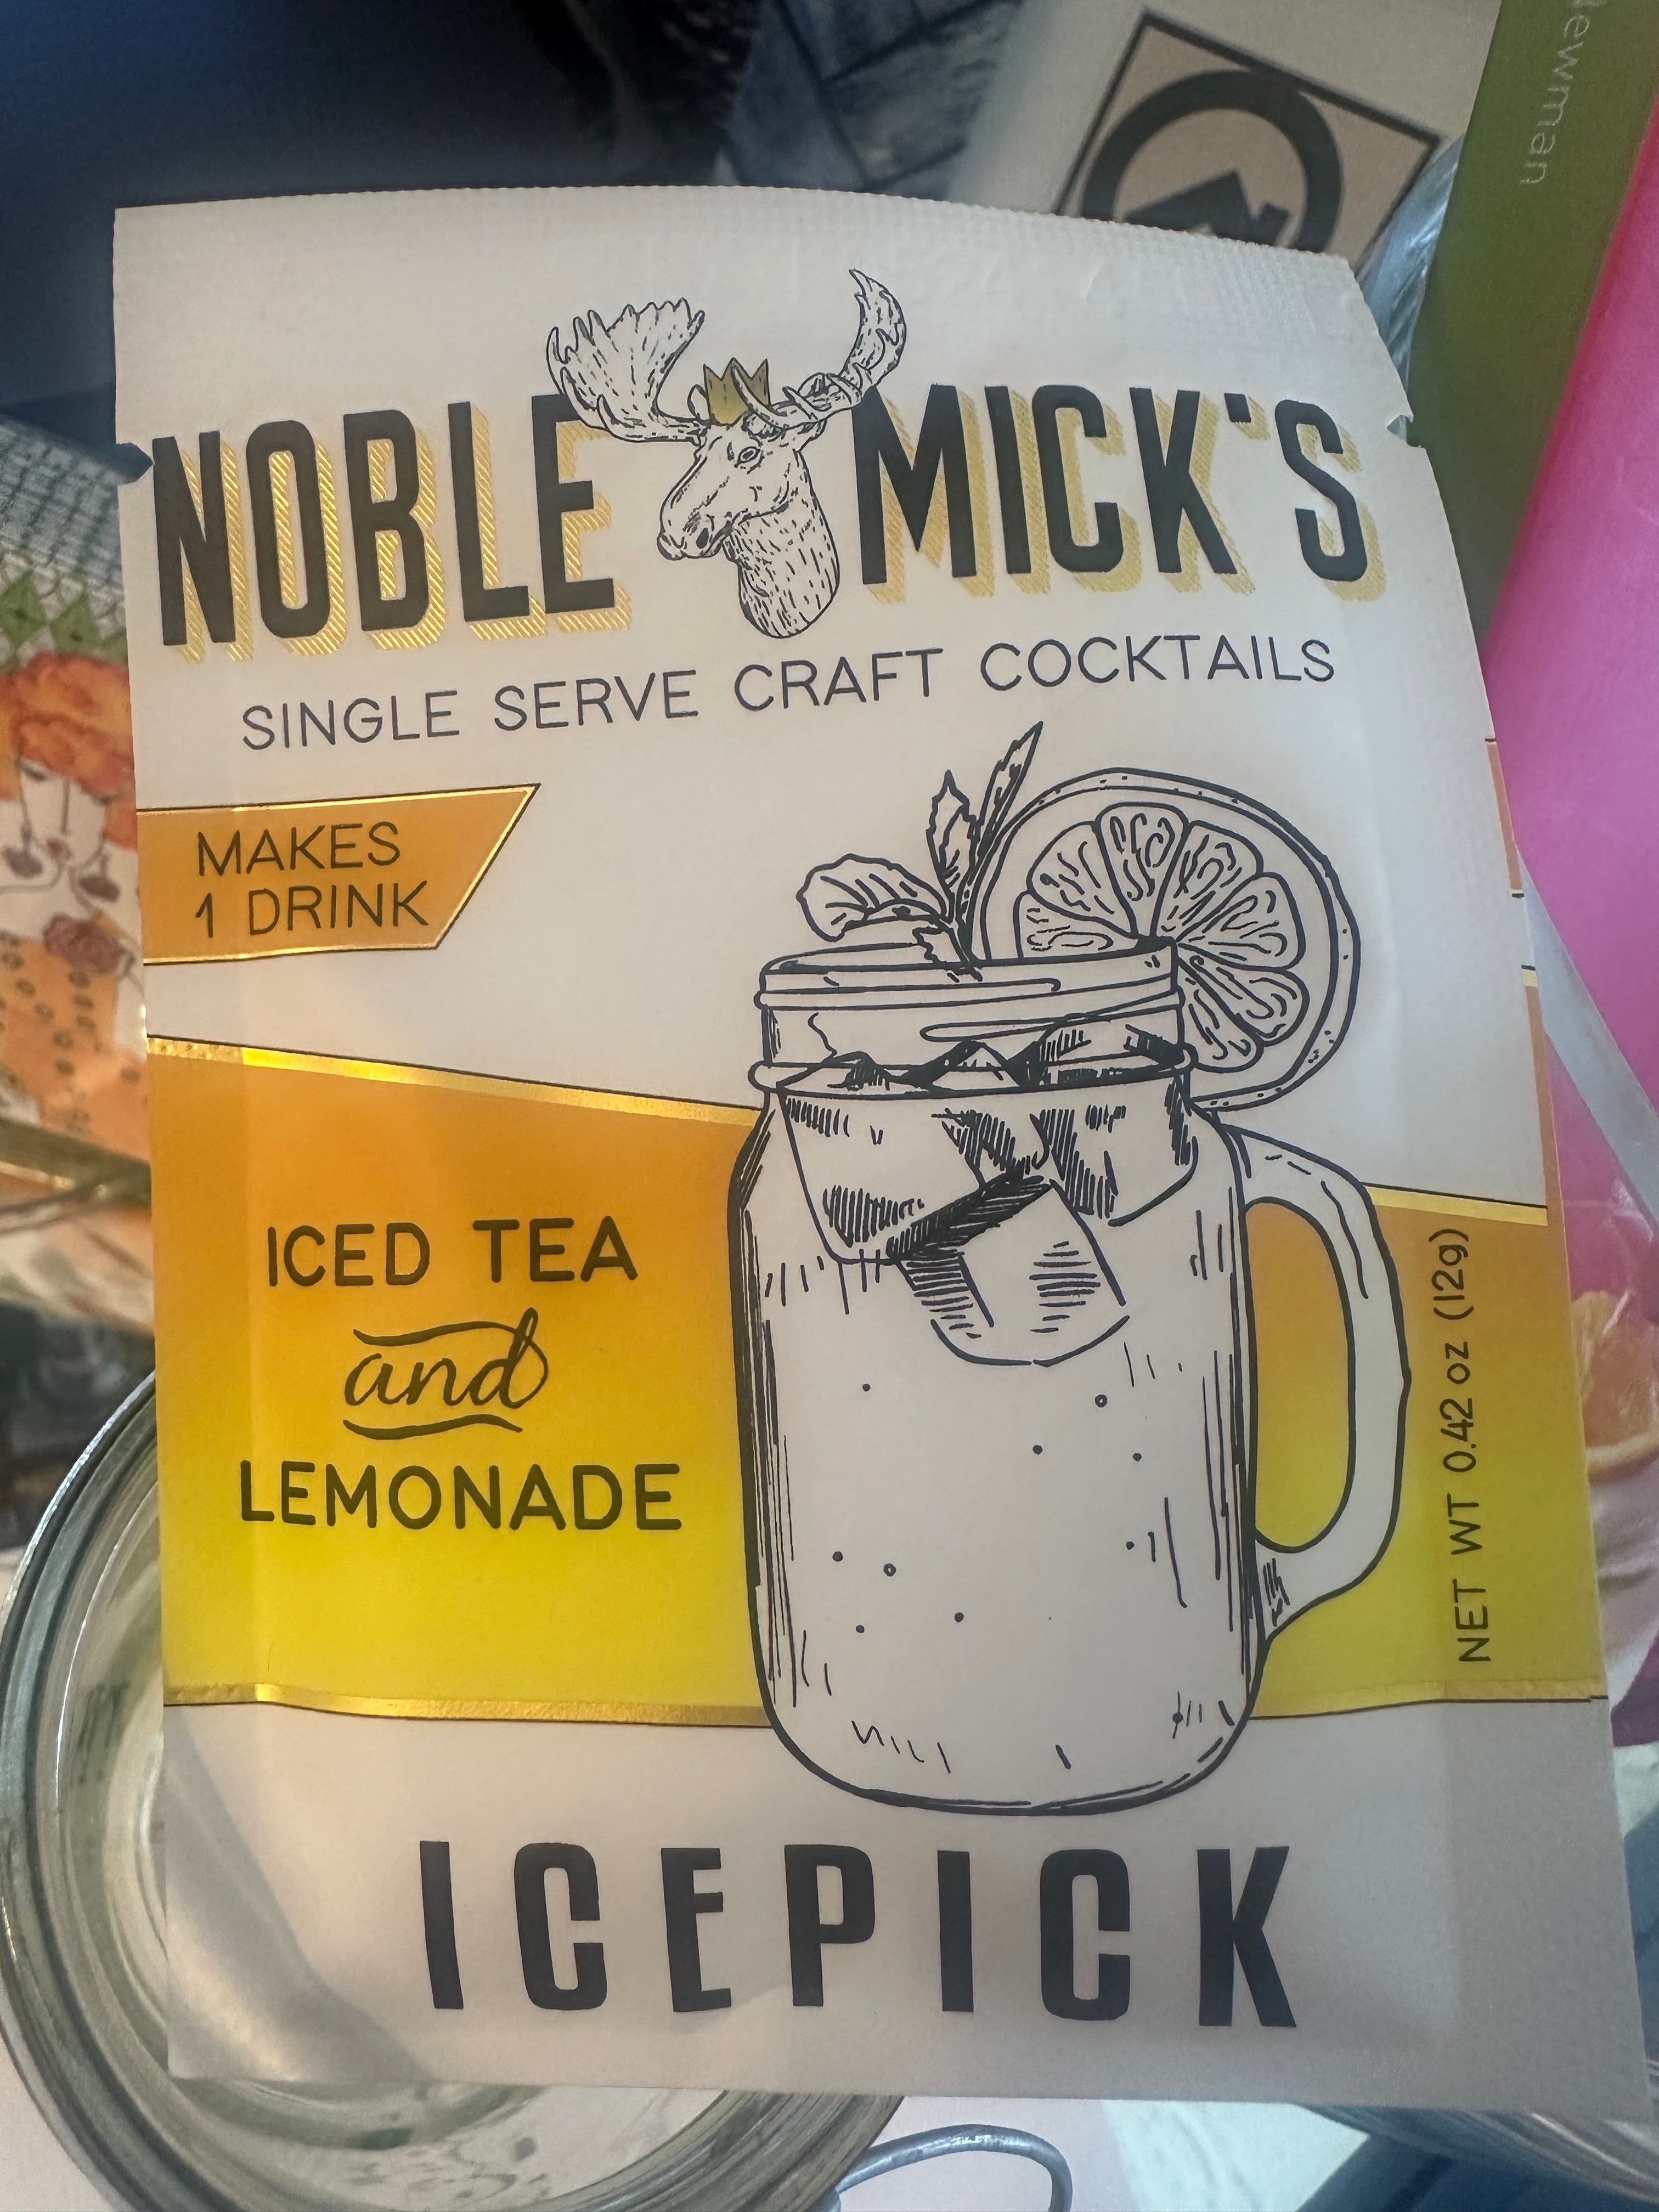 NOBLE MICK'S
SINGLE SERVE CRAFT COCKTAILS
MAKES
1 DRINK
ICED TEA
and
LEMONADE
NET WT 0.42 oz (12g)
ICEPICK